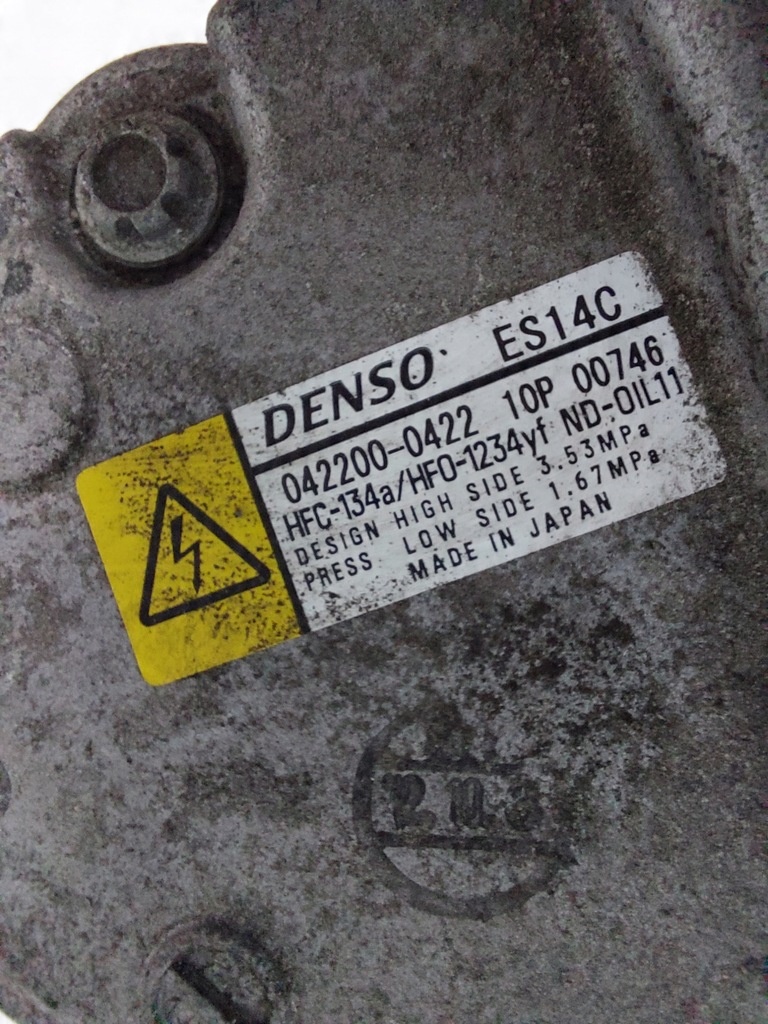 DENSO ES14C
042200-0422 10P 00746
HFC-134a/HFO-1234yf ND-OIL11
DESIGN HIGH SIDE 3.53MPa
PRESS. LOW SIDE 1.67MPa
MADE IN JAPAN